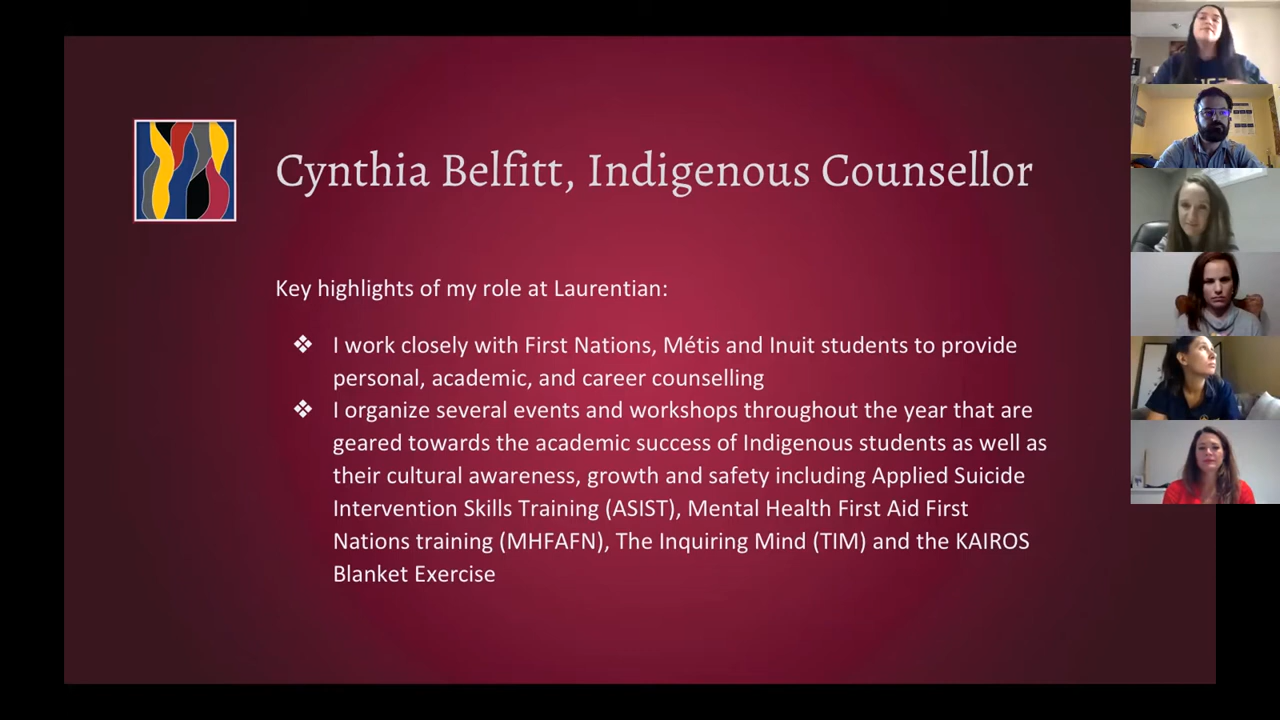 Cynthia Belfitt, Indigenous Counsellor
Key highlights of my role at Laurentian:
❖ I work closely with First Nations, Métis and Inuit students to provide
personal, academic, and career counselling
❖ I organize several events and workshops throughout the year that are
geared towards the academic success of Indigenous students as well as
their cultural awareness, growth and safety including Applied Suicide
Intervention Skills Training (ASIST), Mental Health First Aid First
Nations training (MHFAFN), The Inquiring Mind (TIM) and the KAIROS
Blanket Exercise